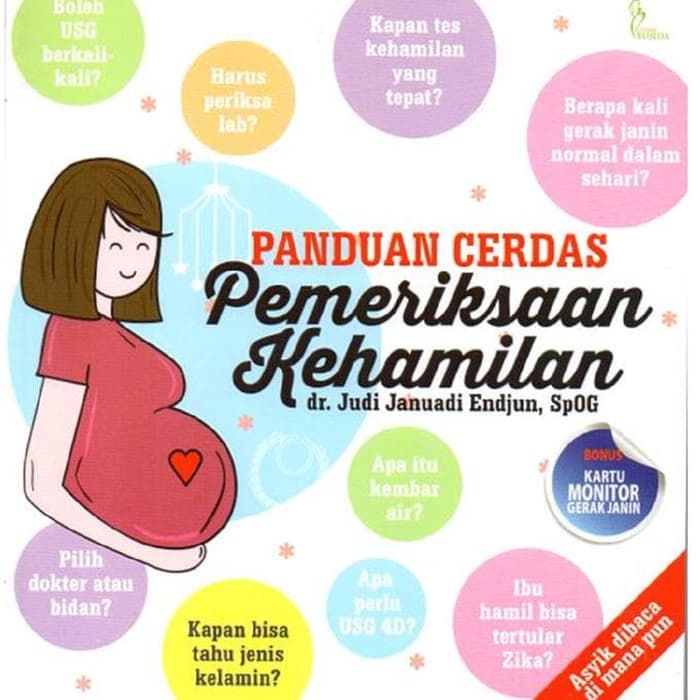 Boleh
USG
berkali-
kali?
Harus
periksa
lab?
Kapan tes
kehamilan
yang
tepat?
Berapa kali
gerak janin
normal dalam
sehari?
PANDUAN CERDAS
Pemeriksaan
Kehamilan
dr. Judi Januadi Endjun, SpOG
Apa itu
kembar
air?
BONUS
KARTU
MONITOR
GERAK JANIN
Pilih
dokter atau
bidan?
Kapan bisa
tahu jenis
kelamin?
Apa
perlu
USG 4D?
Ibu
hamil bisa
tertular
Zika?
Asyik dibaca
di mana pun